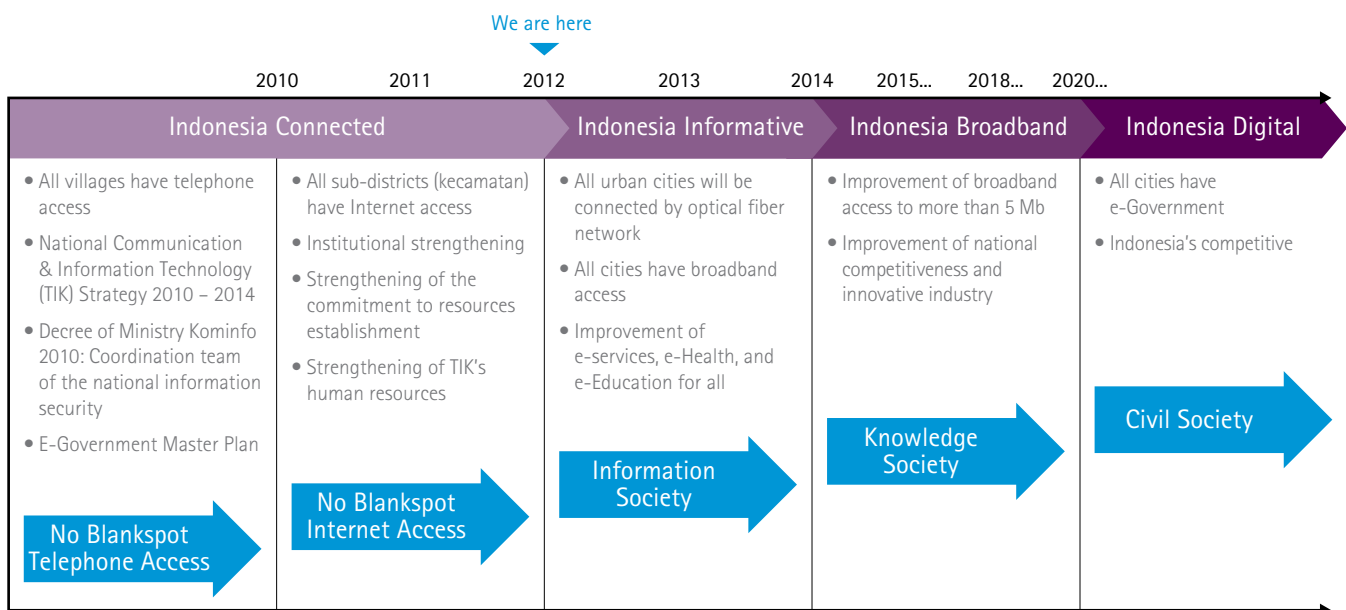 We are here
2010 2011 2012 2013 2014 2015... 2018... 2020...
Indonesia Connected
Indonesia Informative
Indonesia Broadband
Indonesia Digital
• All villages have telephone
access
• National Communication
& Information Technology
(TIK) Strategy 2010 – 2014
• Decree of Ministry Kominfo
2010: Coordination team
of the national information
security
• E-Government Master Plan
No Blankspot
Telephone Access
• All sub-districts (kecamatan)
have Internet access
• Institutional strengthening
• Strengthening of the
commitment to resources
establishment
• Strengthening of TIK's
human resources
No Blankspot
Internet Access
• All urban cities will be
connected by optical fiber
network
• All cities have broadband
access
• Improvement of
e-services, e-Health, and
e-Education for all
Information
Society
• Improvement of broadband
access to more than 5 Mb
• Improvement of national
competitiveness and
innovative industry
Knowledge
Society
• All cities have
e-Government
• Indonesia's competitive
Civil Society